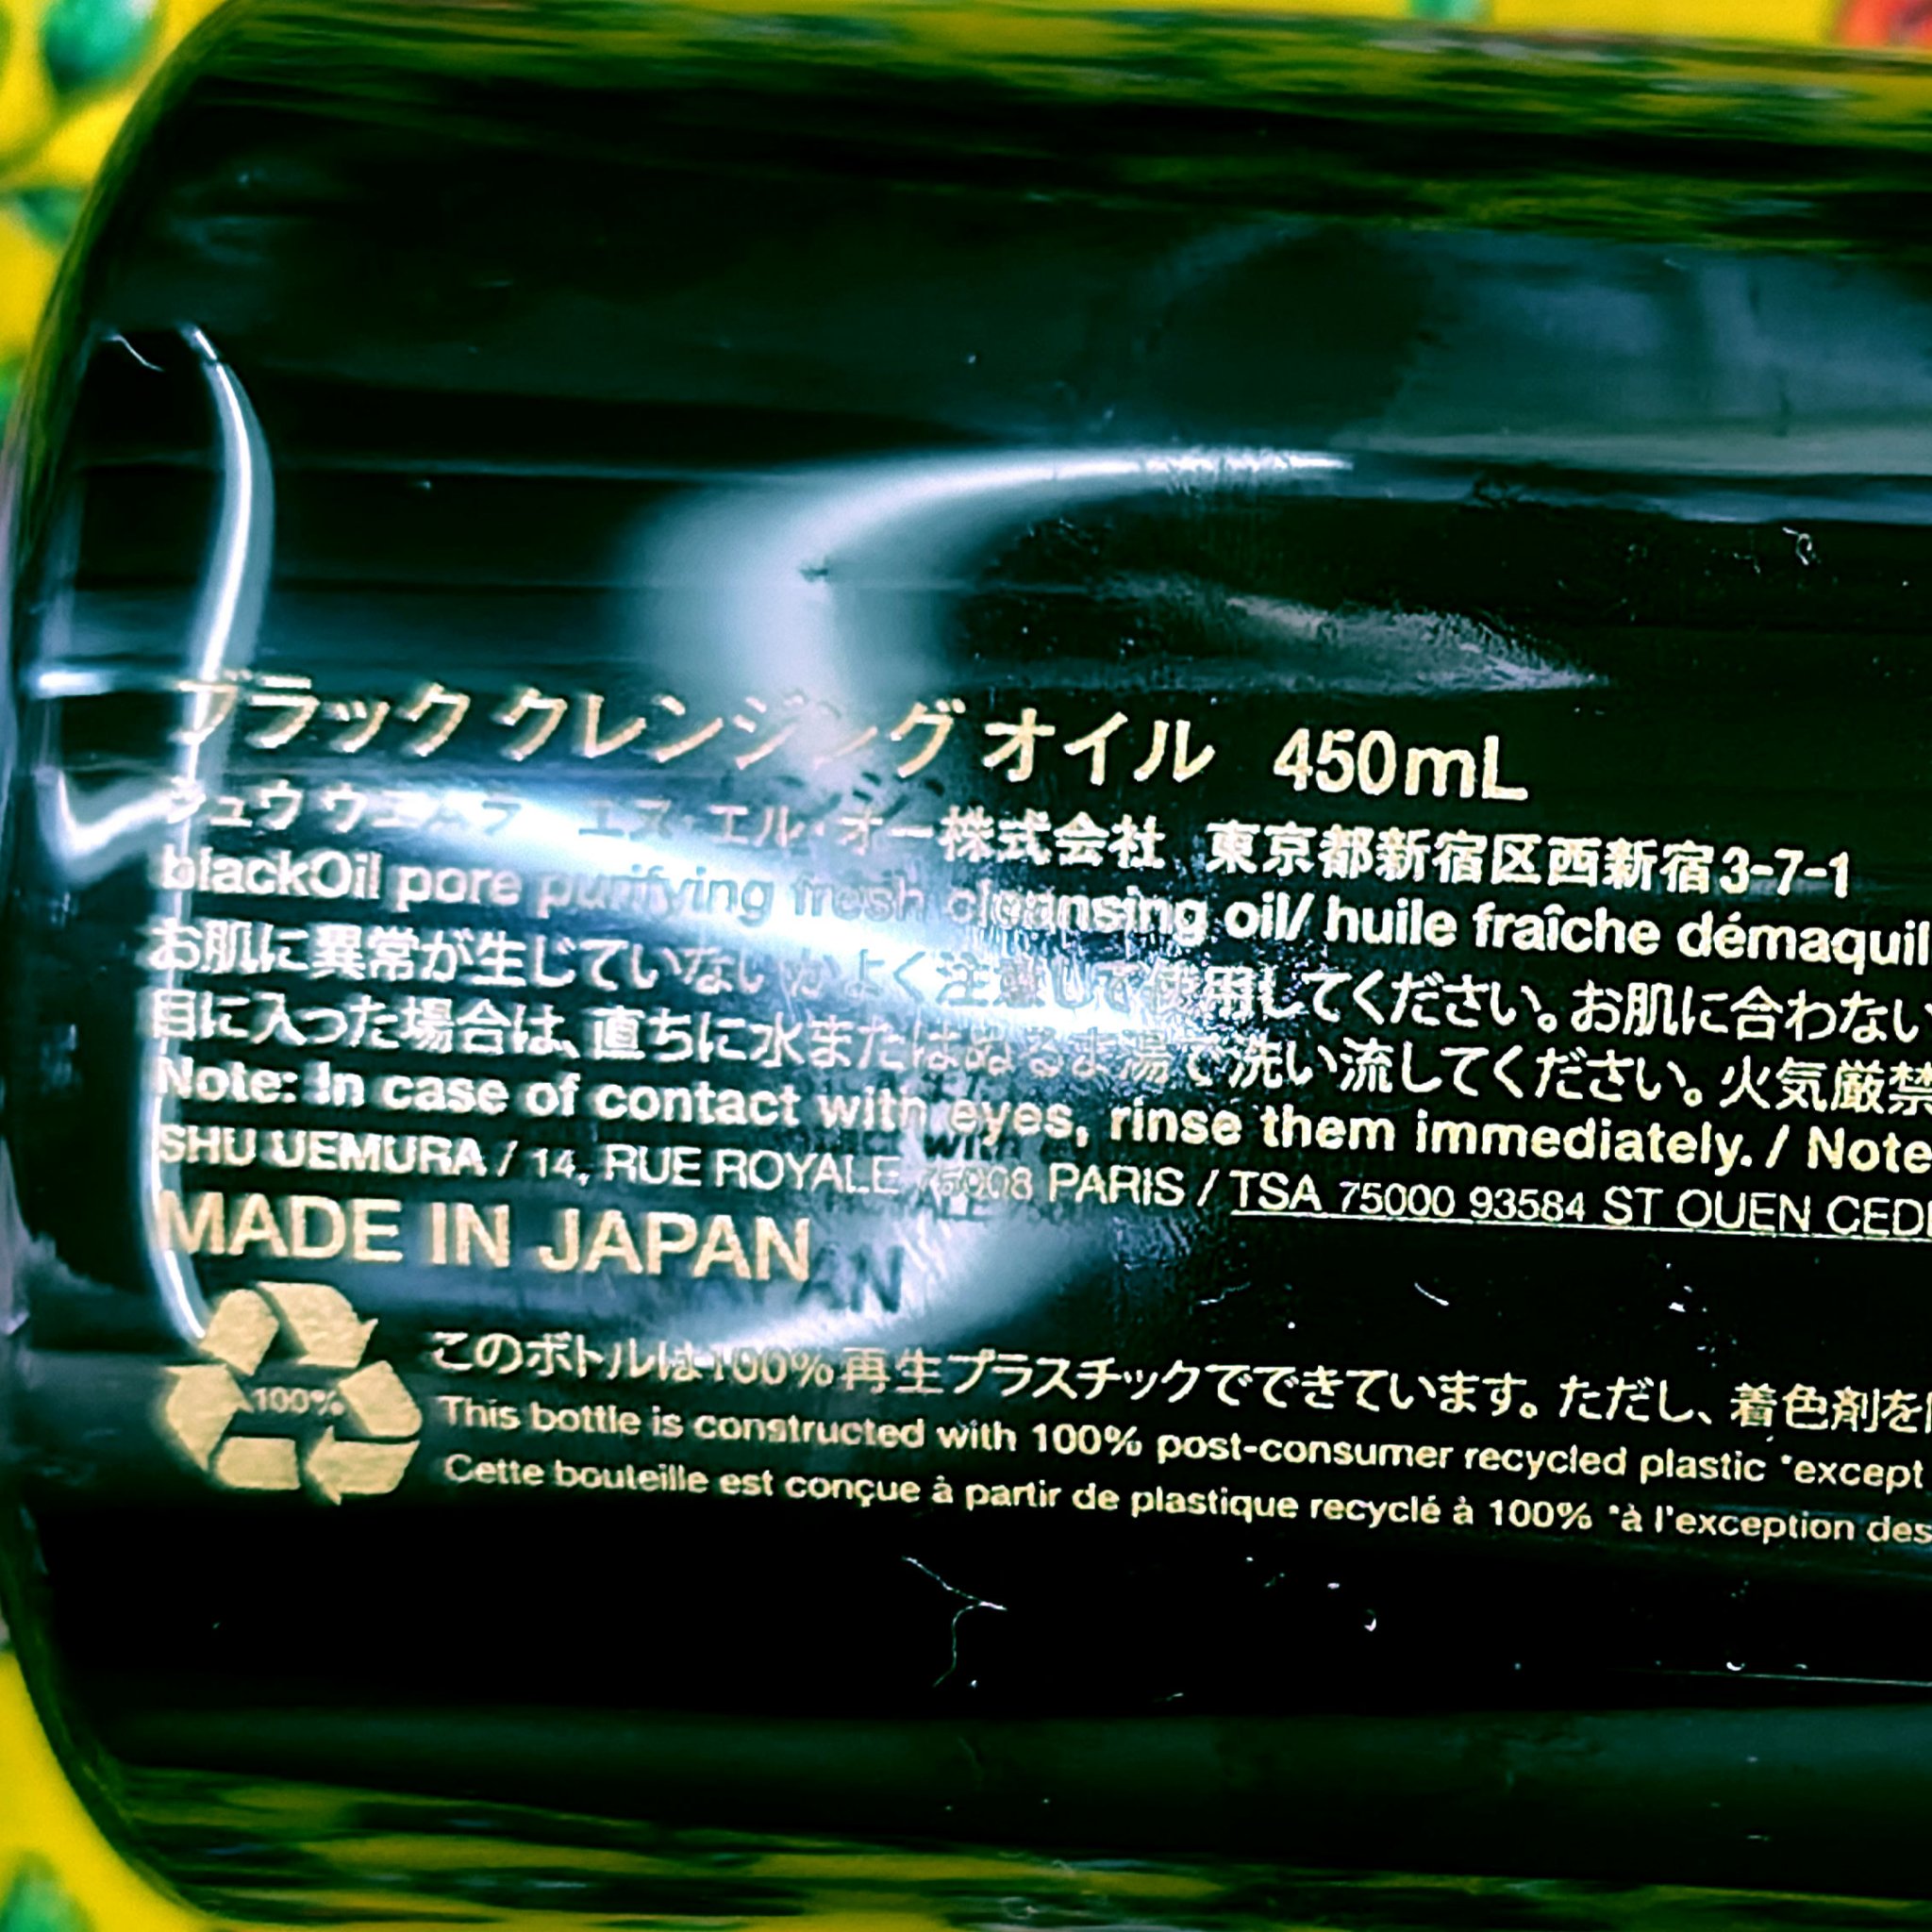 ブラック クレンジング オイル 450mL
シュウ ウエムラ エヌ・エル・オー株式会社 東京都新宿区西新宿3-7-1
blackOil pore purifying fresh cleansing oil/ huile fraîche démaquil
お肌に異常が生じていないかよく注意して使用してください。お肌に合わない
目に入った場合は、直ちに水またはぬるま湯で洗い流してください。火気厳禁
Note: In case of contact with eyes, rinse them immediately. / Note
SHU UEMURA / 14, RUE ROYALE 75008 PARIS / TSA 75000 93584 ST OUEN CED
MADE IN JAPAN
100%
このボトルは100%再生プラスチックでできています。ただし、着色剤を
This bottle is constructed with 100% post-consumer recycled plastic *except
Cette bouteille est conçue à partir de plastique recyclé à 100% *à l'exception des